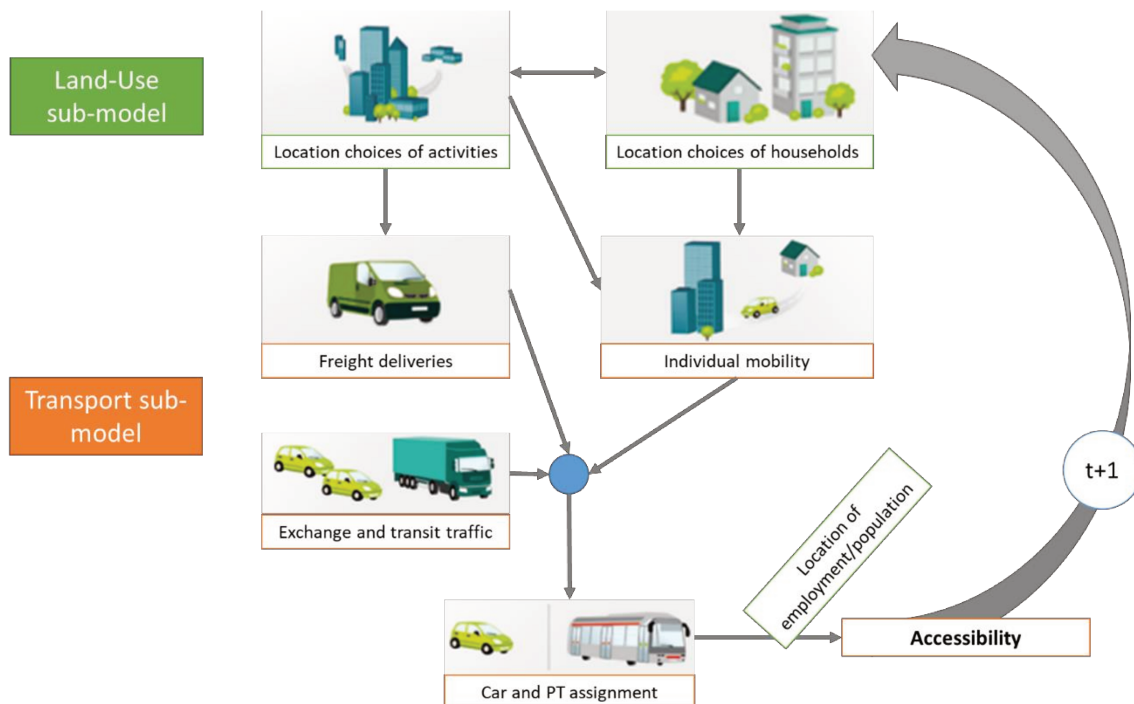 Land-Use
sub-model
Location choices of activities
Location choices of households
Freight deliveries
Individual mobility
Transport sub-
model
Exchange and transit traffic
t+1
Location of
employment/population
Accessibility
Car and PT assignment